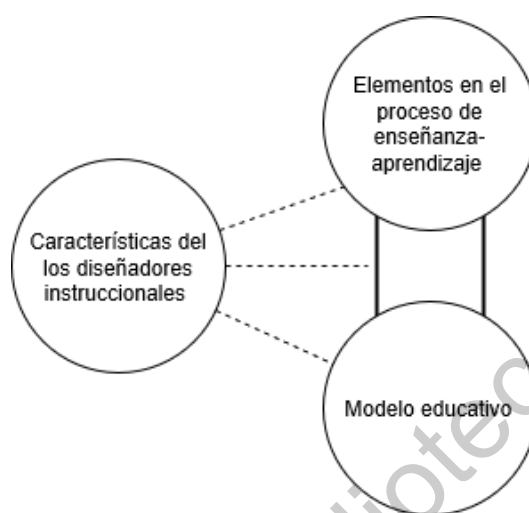 Elementos en el
proceso de
enseñanza-
aprendizaje
Características del
los diseñadores
instruccionales
Modelo educativo